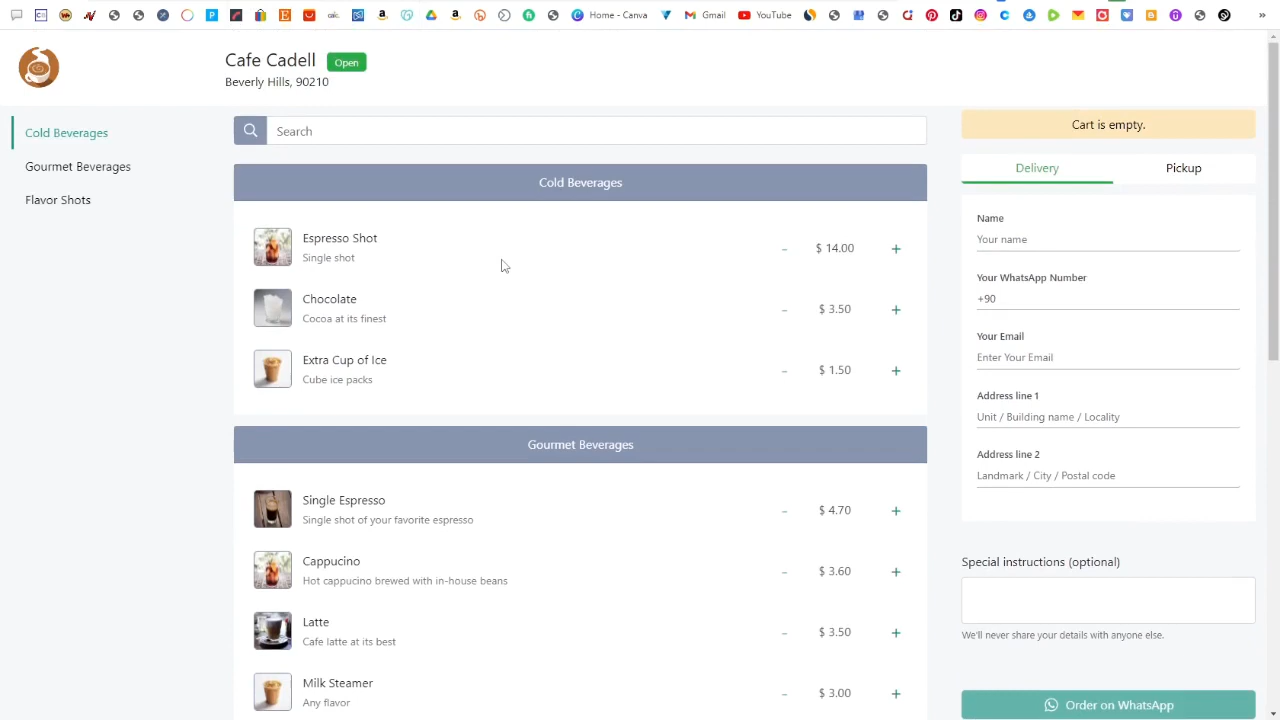 Home - Canva
Gmail
YouTube
»
Cafe Cadell
Open
Beverly Hills, 90210
Cold Beverages
Gourmet Beverages
Flavor Shots
Search
Cold Beverages
Espresso Shot
Single shot
- $ 14.00 +
Chocolate
Cocoa at its finest
- $ 3.50 +
Extra Cup of Ice
Cube ice packs
- $ 1.50 +
Gourmet Beverages
Single Espresso
Single shot of your favorite espresso
- $ 4.70 +
Cappucino
Hot cappucino brewed with in-house beans
- $ 3.60 +
Latte
Cafe latte at its best
- $ 3.50 +
Milk Steamer
Any flavor
- $ 3.00 +
Cart is empty.
Delivery
Pickup
Name
Your name
Your WhatsApp Number
+90
Your Email
Enter Your Email
Address line 1
Unit / Building name / Locality
Address line 2
Landmark / City / Postal code
Special instructions (optional)
We'll never share your details with anyone else.
Order on WhatsApp